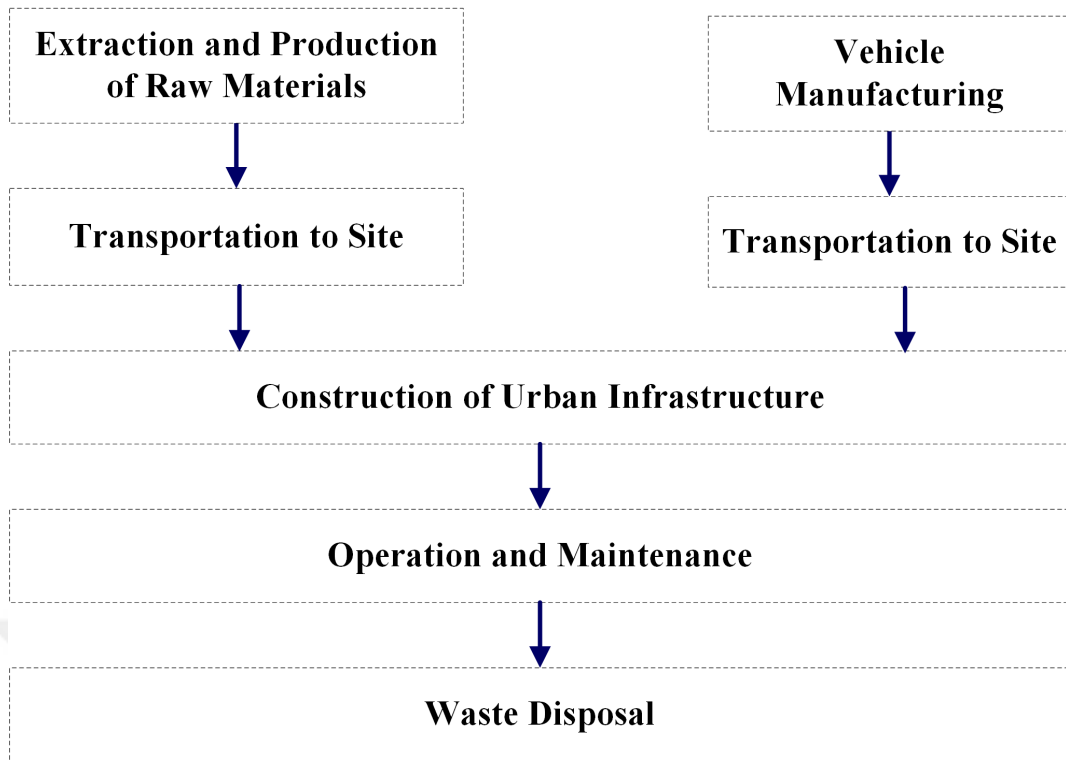 Extraction and Production
of Raw Materials
Vehicle
Manufacturing
Transportation to Site
Transportation to Site
Construction of Urban Infrastructure
Operation and Maintenance
Waste Disposal